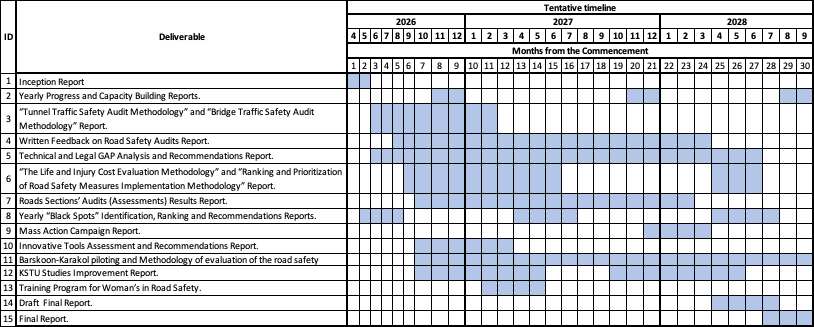 Tentative timeline
ID Deliverable 2026 2027 2028
4 5 6 7 8 9 10 11 12 1 2 3 4 5 6 7 8 9 10 11 12 1 2 3 4 5 6 7 8 9
Months from the Commencement
1 2 3 4 5 6 7 8 9 10 11 12 13 14 15 16 17 18 19 20 21 22 23 24 25 26 27 28 29 30
1 Inception Report
2 Yearly Progress and Capacity Building Reports.
3 “Tunnel Traffic Safety Audit Methodology” and “Bridge Traffic Safety Audit
Methodology” Report.
4 Written Feedback on Road Safety Audits Report.
5 Technical and Legal GAP Analysis and Recommendations Report.
6 “The Life and Injury Cost Evaluation Methodology” and “Ranking and Prioritization
of Road Safety Measures Implementation Methodology” Report.
7 Roads Sections’ Audits (Assessments) Results Report.
8 Yearly “Black Spots” Identification, Ranking and Recommendations Reports.
9 Mass Action Campaign Report.
10 Innovative Tools Assessment and Recommendations Report.
11 Barskoon-Karakol piloting and Methodology of evaluation of the road safety
12 KSTU Studies Improvement Report.
13 Training Program for Woman’s in Road Safety.
14 Draft Final Report.
15 Final Report.